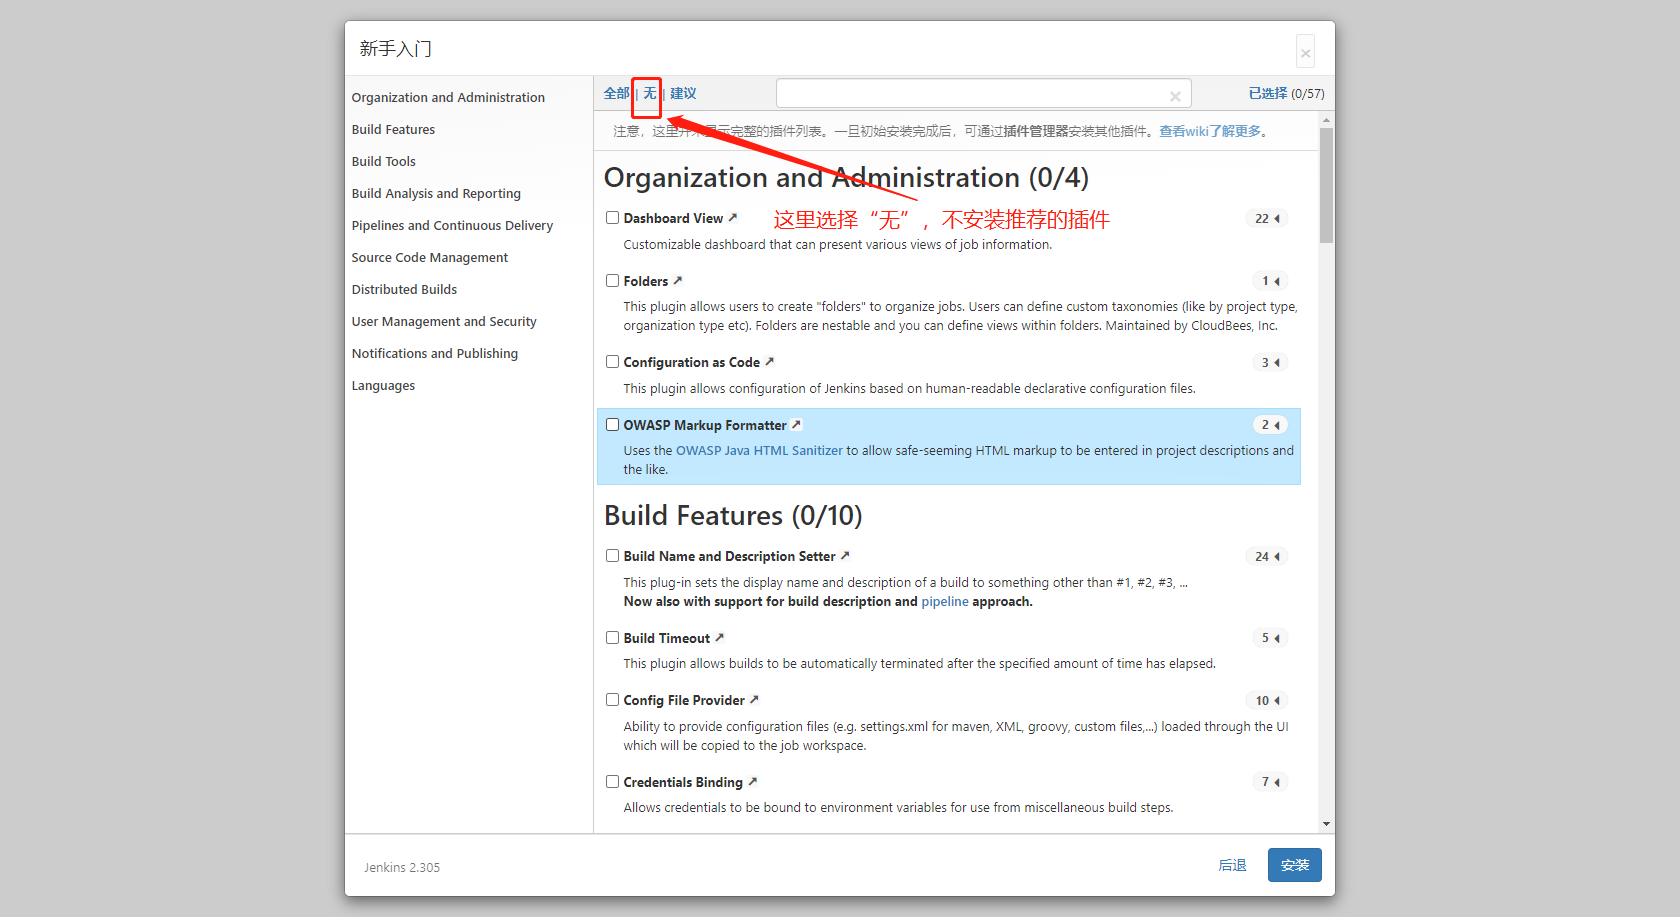 新手入门
×
Organization and Administration
Build Features
Build Tools
Build Analysis and Reporting
Pipelines and Continuous Delivery
Source Code Management
Distributed Builds
User Management and Security
Notifications and Publishing
Languages
全部 | 无 | 建议
×
已选择 (0/57)
注意，这里并未显示完整的插件列表。一旦初始安装完成后，可通过插件管理器安装其他插件。查看wiki了解更多。
Organization and Administration (0/4)
这里选择“无”，不安装推荐的插件
Dashboard View 22
Customizable dashboard that can present various views of job information.
Folders 1
This plugin allows users to create "folders" to organize jobs. Users can define custom taxonomies (like by project type,
organization type etc). Folders are nestable and you can define views within folders. Maintained by CloudBees, Inc.
Configuration as Code 3
This plugin allows configuration of Jenkins based on human-readable declarative configuration files.
OWASP Markup Formatter 2
Uses the OWASP Java HTML Sanitizer to allow safe-seeming HTML markup to be entered in project descriptions and
the like.
Build Features (0/10)
Build Name and Description Setter 24
This plug-in sets the display name and description of a build to something other than #1, #2, #3, ...
Now also with support for build description and pipeline approach.
Build Timeout 5
This plugin allows builds to be automatically terminated after the specified amount of time has elapsed.
Config File Provider 10
Ability to provide configuration files (e.g. settings.xml for maven, XML, groovy, custom files,...) loaded through the UI
which will be copied to the job workspace.
Credentials Binding 7
Allows credentials to be bound to environment variables for use from miscellaneous build steps.
Jenkins 2.305
后退
安装